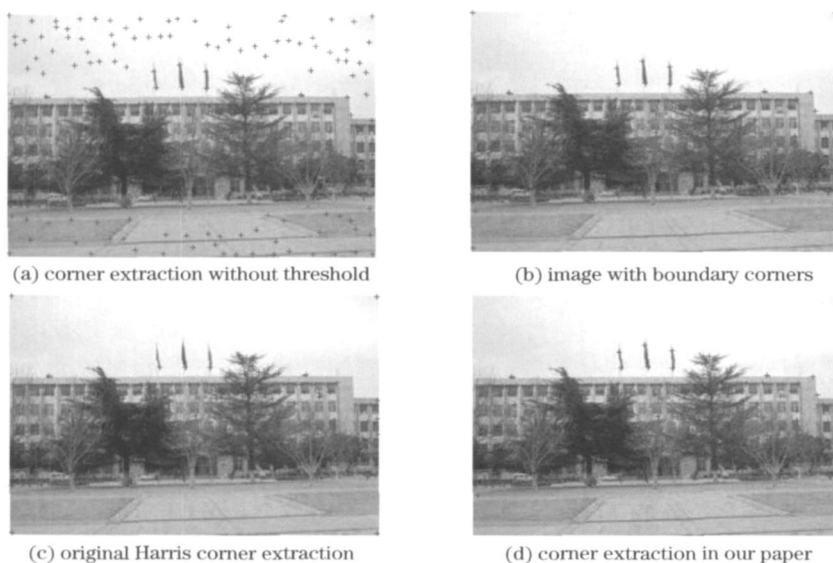 (a) corner extraction without threshold
(b) image with boundary corners
(c) original Harris corner extraction
(d) corner extraction in our paper